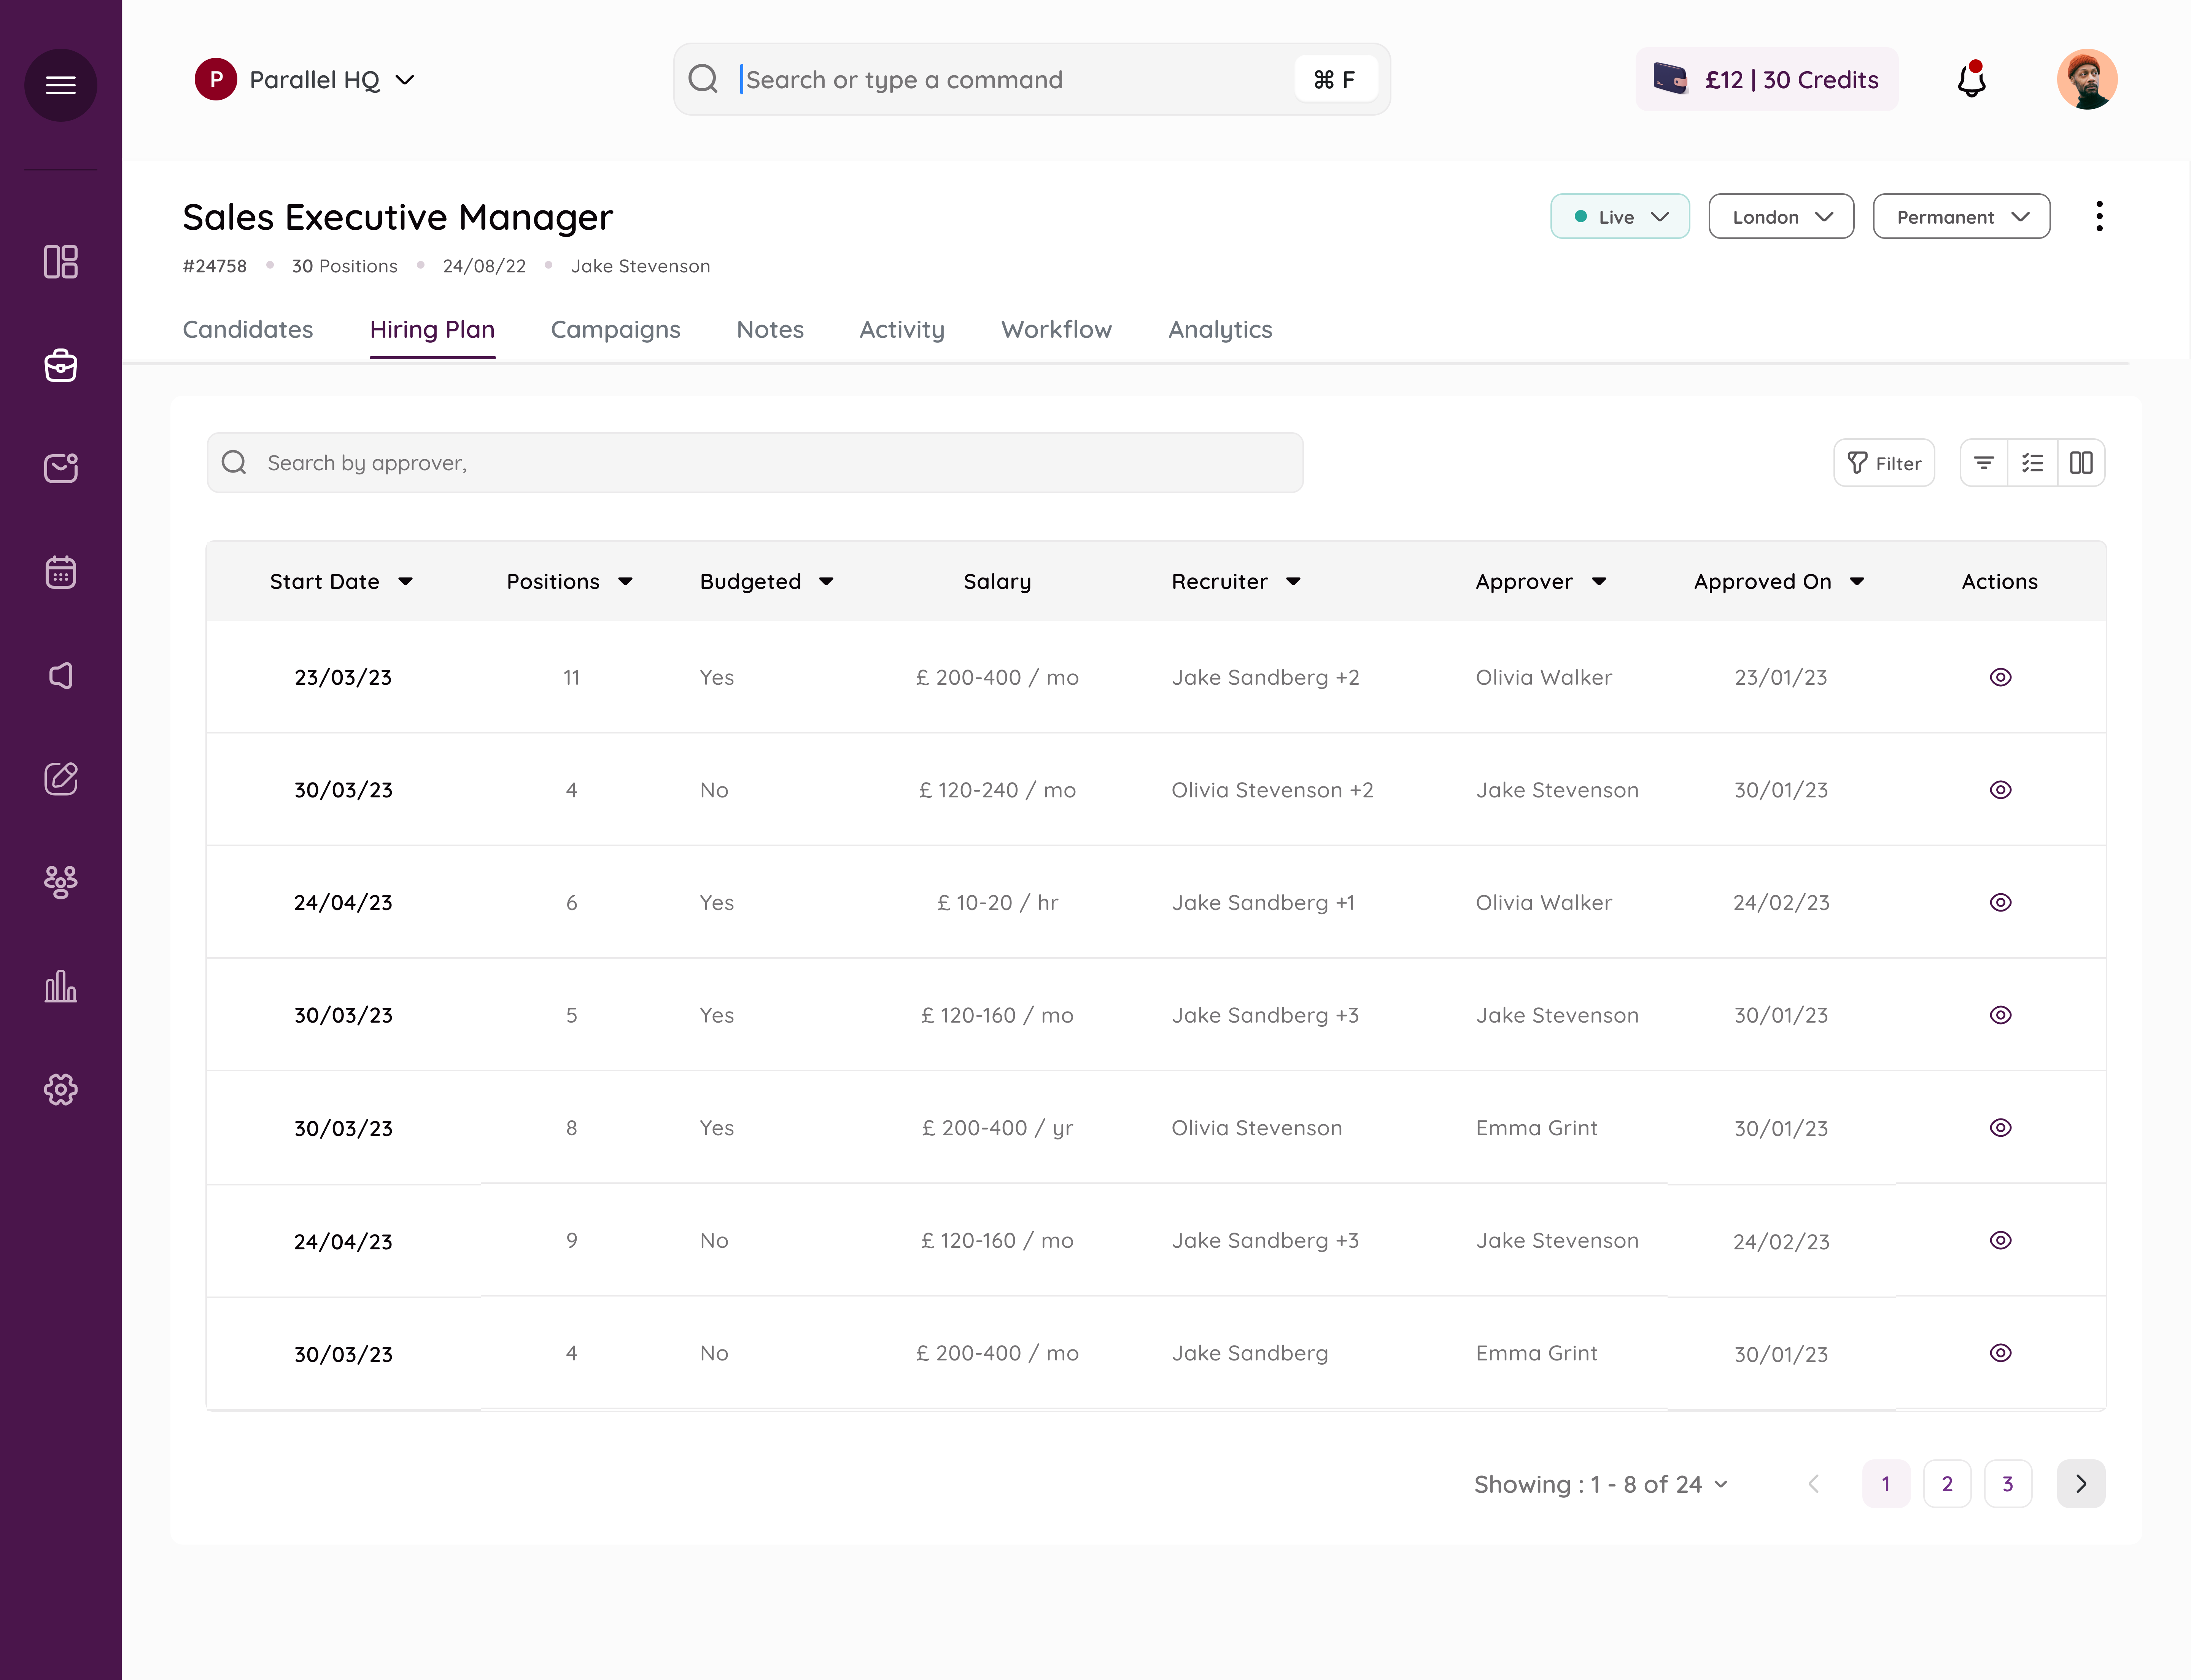 P Parallel HQ
Search or type a command ⌘ F
£12 | 30 Credits
Sales Executive Manager
Live London Permanent
#24758 30 Positions 24/08/22 Jake Stevenson
Candidates Hiring Plan Campaigns Notes Activity Workflow Analytics
Search by approver,
Filter
Start Date Positions Budgeted Salary Recruiter Approver Approved On Actions
23/03/23 11 Yes £ 200-400 / mo Jake Sandberg +2 Olivia Walker 23/01/23
30/03/23 4 No £ 120-240 / mo Olivia Stevenson +2 Jake Stevenson 30/01/23
24/04/23 6 Yes £ 10-20 / hr Jake Sandberg +1 Olivia Walker 24/02/23
30/03/23 5 Yes £ 120-160 / mo Jake Sandberg +3 Jake Stevenson 30/01/23
30/03/23 8 Yes £ 200-400 / yr Olivia Stevenson Emma Grint 30/01/23
24/04/23 9 No £ 120-160 / mo Jake Sandberg +3 Jake Stevenson 24/02/23
30/03/23 4 No £ 200-400 / mo Jake Sandberg Emma Grint 30/01/23
Showing : 1 - 8 of 24 1 2 3